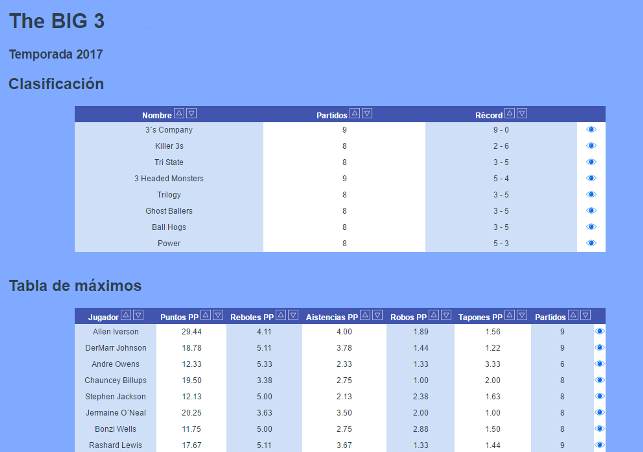 The BIG 3
Temporada 2017
Clasificación
Nombre Partidos Récord
3´s Company 9 9 - 0
Killer 3s 8 2 - 6
Tri State 8 3 - 5
3 Headed Monsters 9 5 - 4
Trilogy 8 3 - 5
Ghost Ballers 8 3 - 5
Ball Hogs 8 3 - 5
Power 8 5 - 3
Tabla de máximos
Jugador Puntos PP Rebotes PP Aistencias PP Robos PP Tapones PP Partidos
Allen Iverson 29.44 4.11 4.00 1.89 1.56 9
DerMarr Johnson 18.78 5.11 3.78 1.44 1.22 9
Andre Owens 12.33 5.33 2.33 1.33 3.33 6
Chauncey Billups 19.50 3.38 2.75 1.00 2.00 8
Stephen Jackson 12.13 5.00 2.13 2.38 1.63 8
Jermaine O´Neal 20.25 3.63 3.50 2.00 1.00 8
Bonzi Wells 11.75 5.00 2.75 2.88 1.50 8
Rashard Lewis 17.67 5.11 3.67 1.33 1.44 9